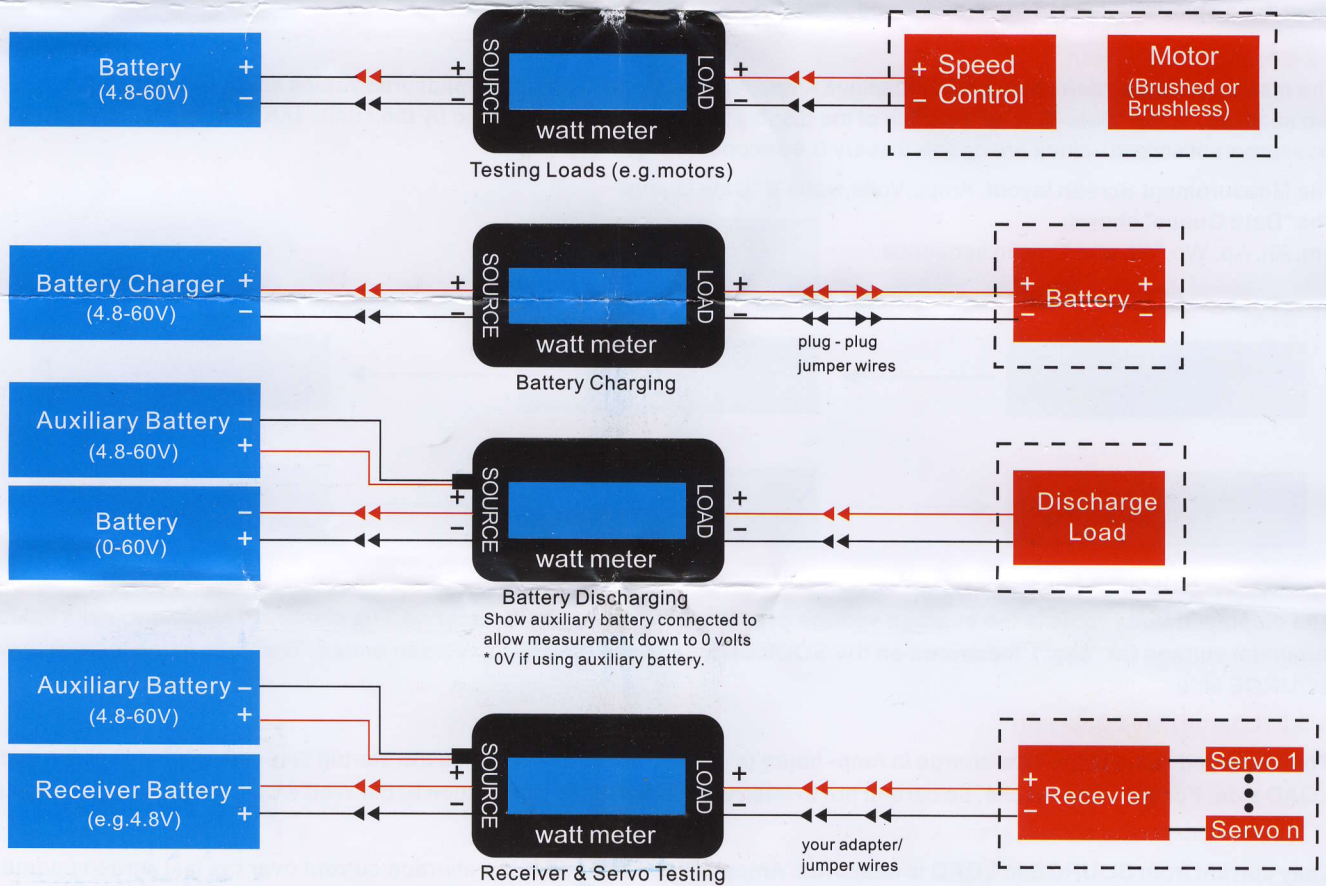 Battery +
(4.8-60V) −
+ SOURCE −
watt meter
LOAD + −
+ Speed
− Control
Motor
(Brushed or
Brushless)
Testing Loads (e.g.motors)
Battery Charger +
(4.8-60V) −
+ SOURCE −
watt meter
LOAD + −
plug - plug
jumper wires
+ Battery +
− −
Battery Charging
Auxiliary Battery −
(4.8-60V) +
Battery −
(0-60V) +
+ SOURCE −
watt meter
LOAD + −
Discharge
Load
Battery Discharging
Show auxiliary battery connected to
allow measurement down to 0 volts
* 0V if using auxiliary battery.
Auxiliary Battery −
(4.8-60V) +
Receiver Battery −
(e.g.4.8V) +
+ SOURCE −
watt meter
LOAD + −
your adapter/
jumper wires
+ Recevier
−
Servo 1
Servo n
Receiver & Servo Testing